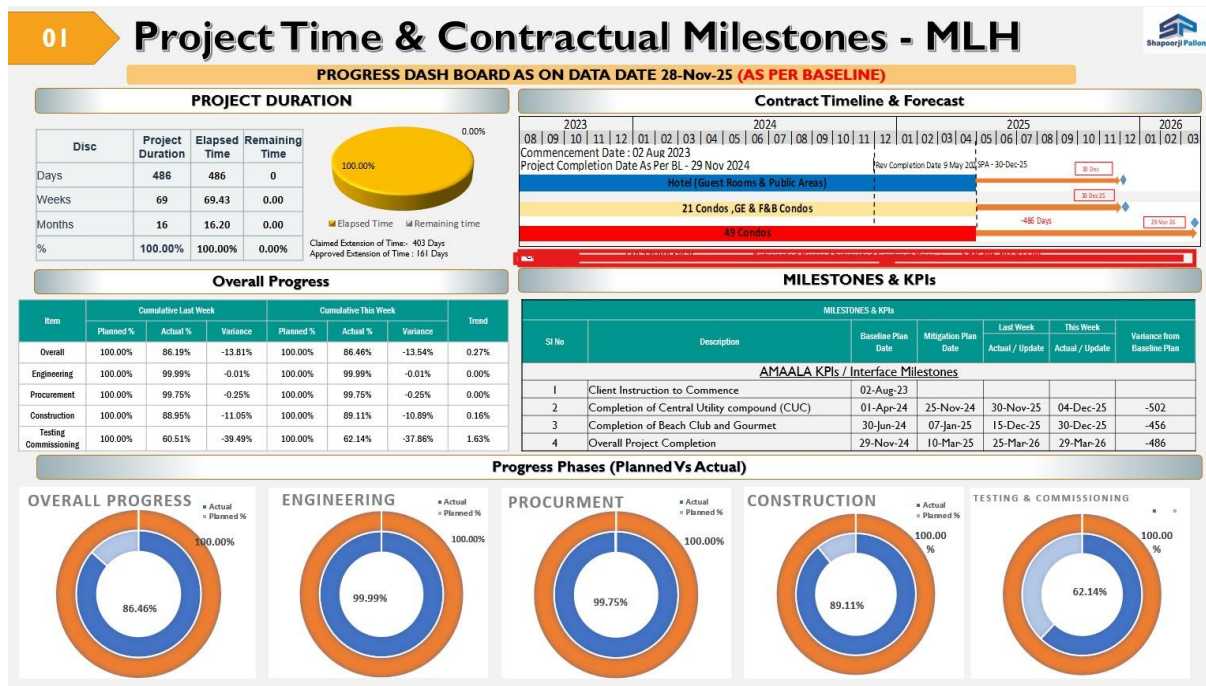 01
Project Time & Contractual Milestones - MLH
Shapoorji Pallon
PROGRESS DASH BOARD AS ON DATA DATE 28-Nov-25 (AS PER BASELINE)
PROJECT DURATION
Disc Project Duration Elapsed Time Remaining Time
Days 486 486 0
Weeks 69 69.43 0.00
Months 16 16.20 0.00
% 100.00% 100.00% 0.00%
0.00%
100.00%
Elapsed Time Remaining time
Claimed Extension of Time:- 403 Days
Approved Extension of Time : 161 Days
Contract Timeline & Forecast
2023 2024 2025 2026
08 09 10 11 12 01 02 03 04 05 06 07 08 09 10 11 12 01 02 03 04 05 06 07 08 09 10 11 12 01 02 03
Commencement Date : 02 Aug 2023
Project Completion Date As Per BL - 29 Nov 2024
Rev Completion Date 9 May 202
SPA - 30-Dec-25
30 Dec
Hotel (Guest Rooms & Public Areas)
30 Dec 25
21 Condos ,GE & F&B Condos
-486 Days
29 Mar 26
49 Condos
Overall Progress
Item Cumulative Last Week Cumulative This Week Trend
Planned % Actual % Variance Planned % Actual % Variance
Overall 100.00% 86.19% -13.81% 100.00% 86.46% -13.54% 0.27%
Engineering 100.00% 99.99% -0.01% 100.00% 99.99% -0.01% 0.00%
Procurement 100.00% 99.75% -0.25% 100.00% 99.75% -0.25% 0.00%
Construction 100.00% 88.95% -11.05% 100.00% 89.11% -10.89% 0.16%
Testing Commissioning 100.00% 60.51% -39.49% 100.00% 62.14% -37.86% 1.63%
MILESTONES & KPIs
MILESTONES & KPIs
SI No Description Baseline Plan Date Mitigation Plan Date Last Week This Week Variance from Baseline Plan
Actual / Update Actual / Update
AMAALA KPIs / Interface Milestones
1 Client Instruction to Commence 02-Aug-23
2 Completion of Central Utility compound (CUC) 01-Apr-24 25-Nov-24 30-Nov-25 04-Dec-25 -502
3 Completion of Beach Club and Gourmet 30-Jun-24 07-Jan-25 15-Dec-25 30-Dec-25 -456
4 Overall Project Completion 29-Nov-24 10-Mar-25 25-Mar-26 29-Mar-26 -486
Progress Phases (Planned Vs Actual)
OVERALL PROGRESS
Actual
Planned %
100.00%
86.46%
ENGINEERING
Actual
Planned %
100.00%
99.99%
PROCURMENT
Actual
Planned %
100.00%
99.75%
CONSTRUCTION
Actual
Planned %
100.00
%
89.11%
TESTING & COMMISSIONING
100.00
%
62.14%